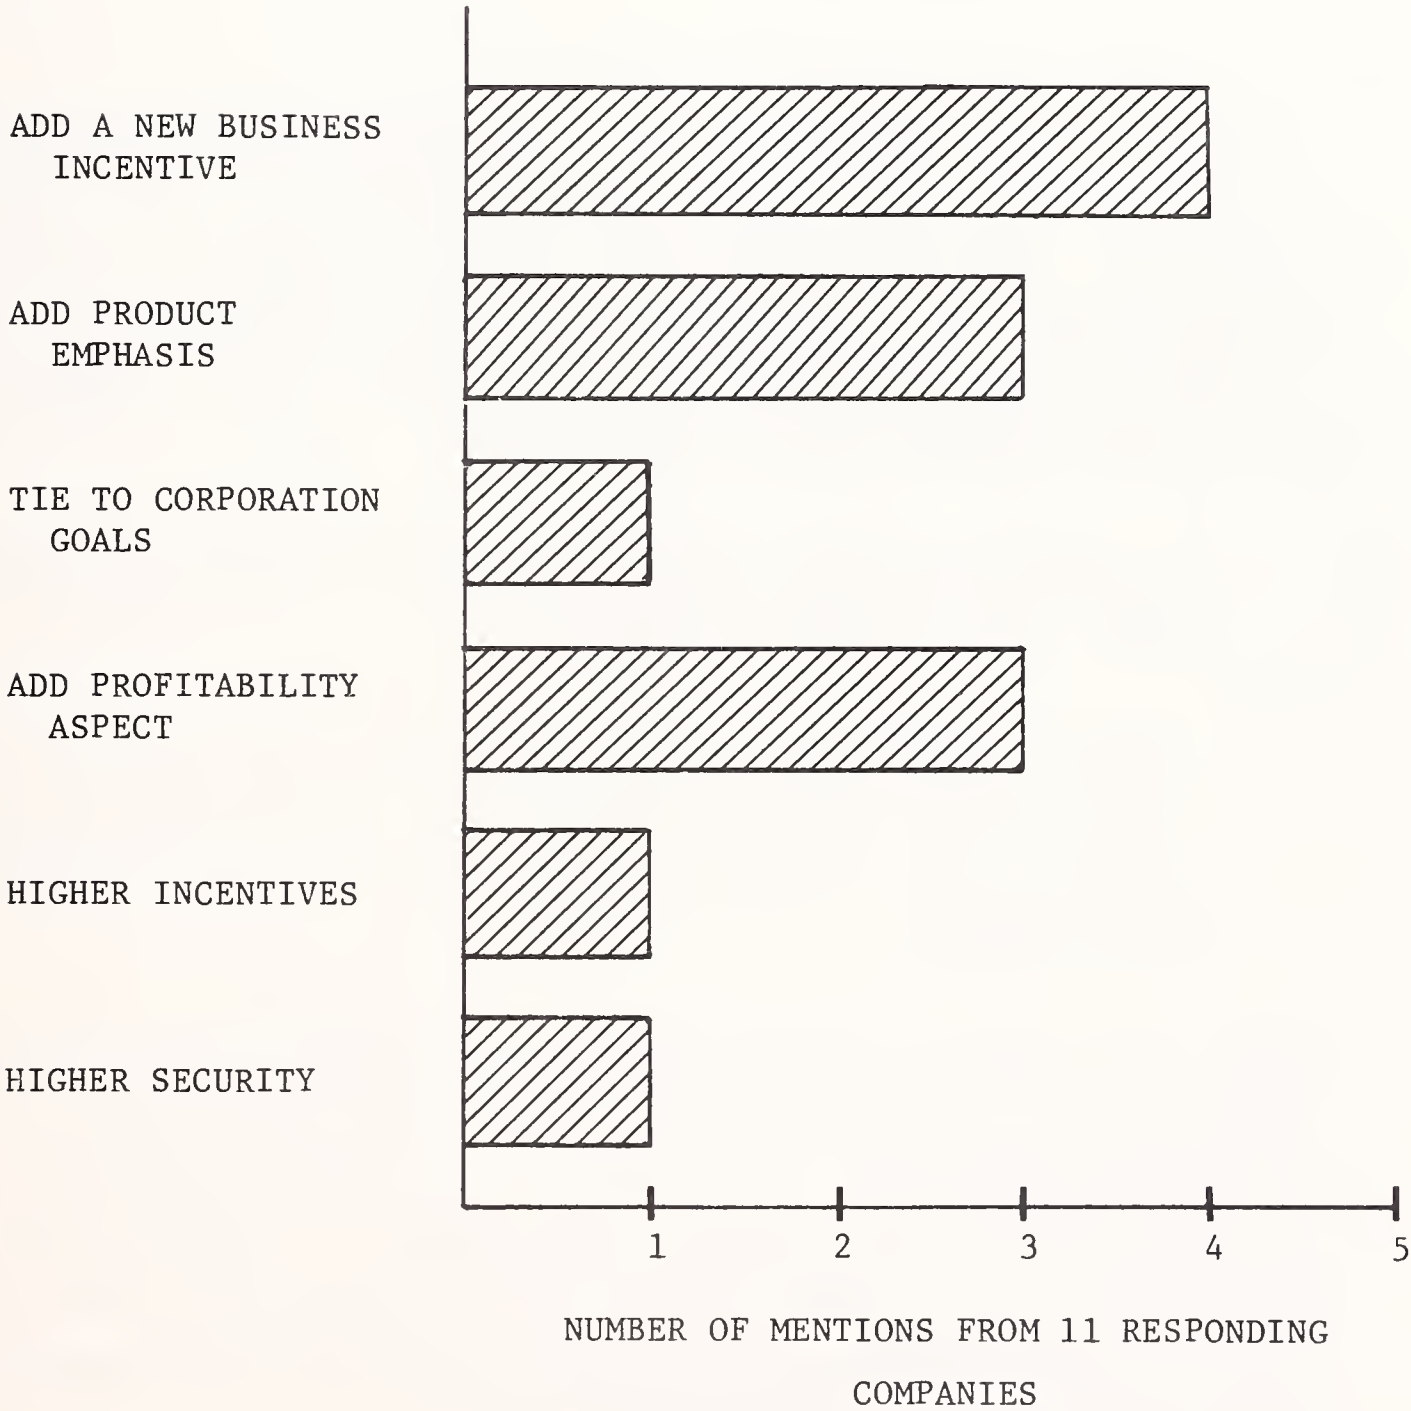 ADD A NEW BUSINESS
INCENTIVE
ADD PRODUCT
EMPHASIS
TIE TO CORPORATION
GOALS
ADD PROFITABILITY
ASPECT
HIGHER INCENTIVES
HIGHER SECURITY
1 2 3 4 5
NUMBER OF MENTIONS FROM 11 RESPONDING
COMPANIES